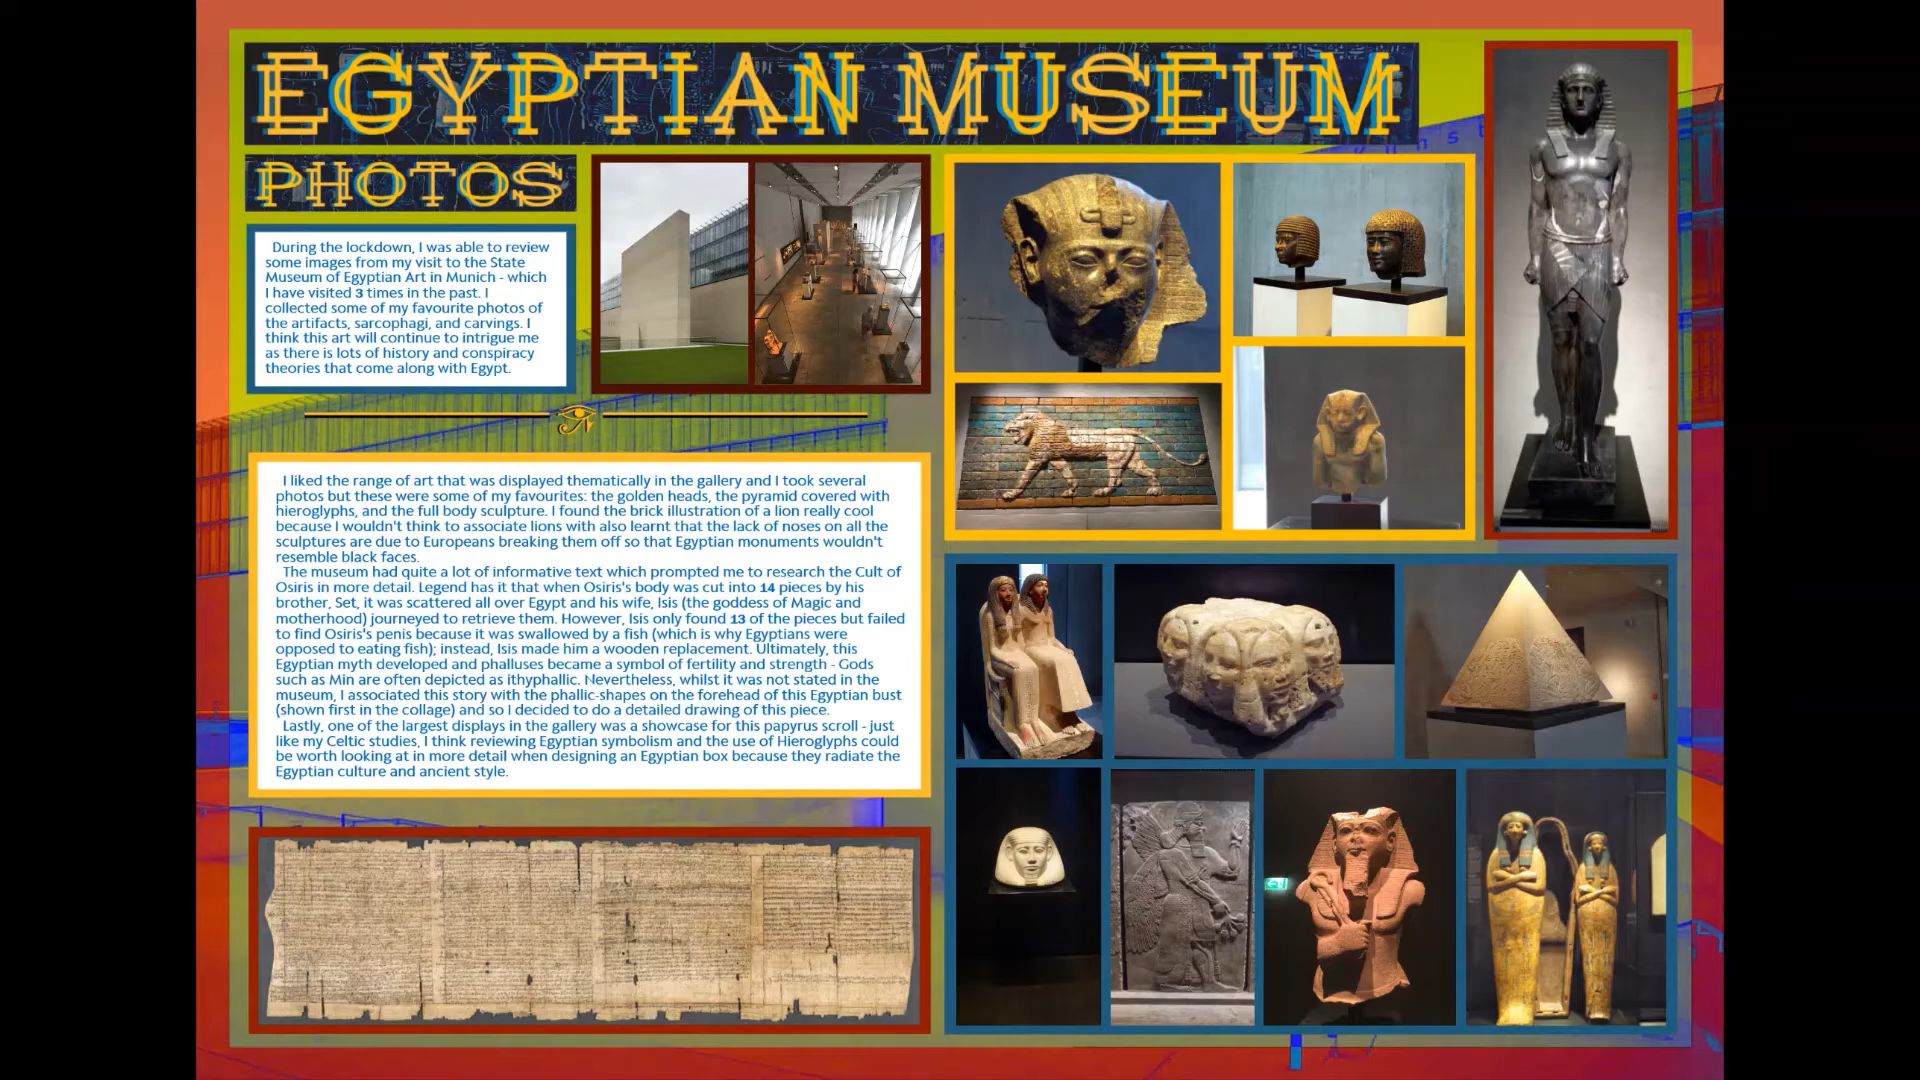 EGYPTIAN MUSEUM
PHOTOS
During the lockdown, I was able to review
some images from my visit to the State
Museum of Egyptian Art in Munich - which
I have visited 3 times in the past. I
collected some of my favourite photos of
the artifacts, sarcophagi, and carvings. I
think this art will continue to intrigue me
as there is lots of history and conspiracy
theories that come along with Egypt.
I liked the range of art that was displayed thematically in the gallery and I took several
photos but these were some of my favourites: the golden heads, the pyramid covered with
hieroglyphs, and the full body sculpture. I found the brick illustration of a lion really cool
because I wouldn't think to associate lions with also learnt that the lack of noses on all the
sculptures are due to Europeans breaking them off so that Egyptian monuments wouldn't
resemble black faces.
The museum had quite a lot of informative text which prompted me to research the Cult of
Osiris in more detail. Legend has it that when Osiris's body was cut into 14 pieces by his
brother, Set, it was scattered all over Egypt and his wife, Isis (the goddess of Magic and
motherhood) journeyed to retrieve them. However, Isis only found 13 of the pieces but failed
to find Osiris's penis because it was swallowed by a fish (which is why Egyptians were
opposed to eating fish); instead, Isis made him a wooden replacement. Ultimately, this
Egyptian myth developed and phalluses became a symbol of fertility and strength - Gods
such as Min are often depicted as ithyphallic. Nevertheless, whilst it was not stated in the
museum, I associated this story with the phallic-shapes on the forehead of this Egyptian bust
(shown first in the collage) and so I decided to do a detailed drawing of this piece.
Lastly, one of the largest displays in the gallery was a showcase for this papyrus scroll - just
like my Celtic studies, I think reviewing Egyptian symbolism and the use of Hieroglyphs could
be worth looking at in more detail when designing an Egyptian box because they radiate the
Egyptian culture and ancient style.